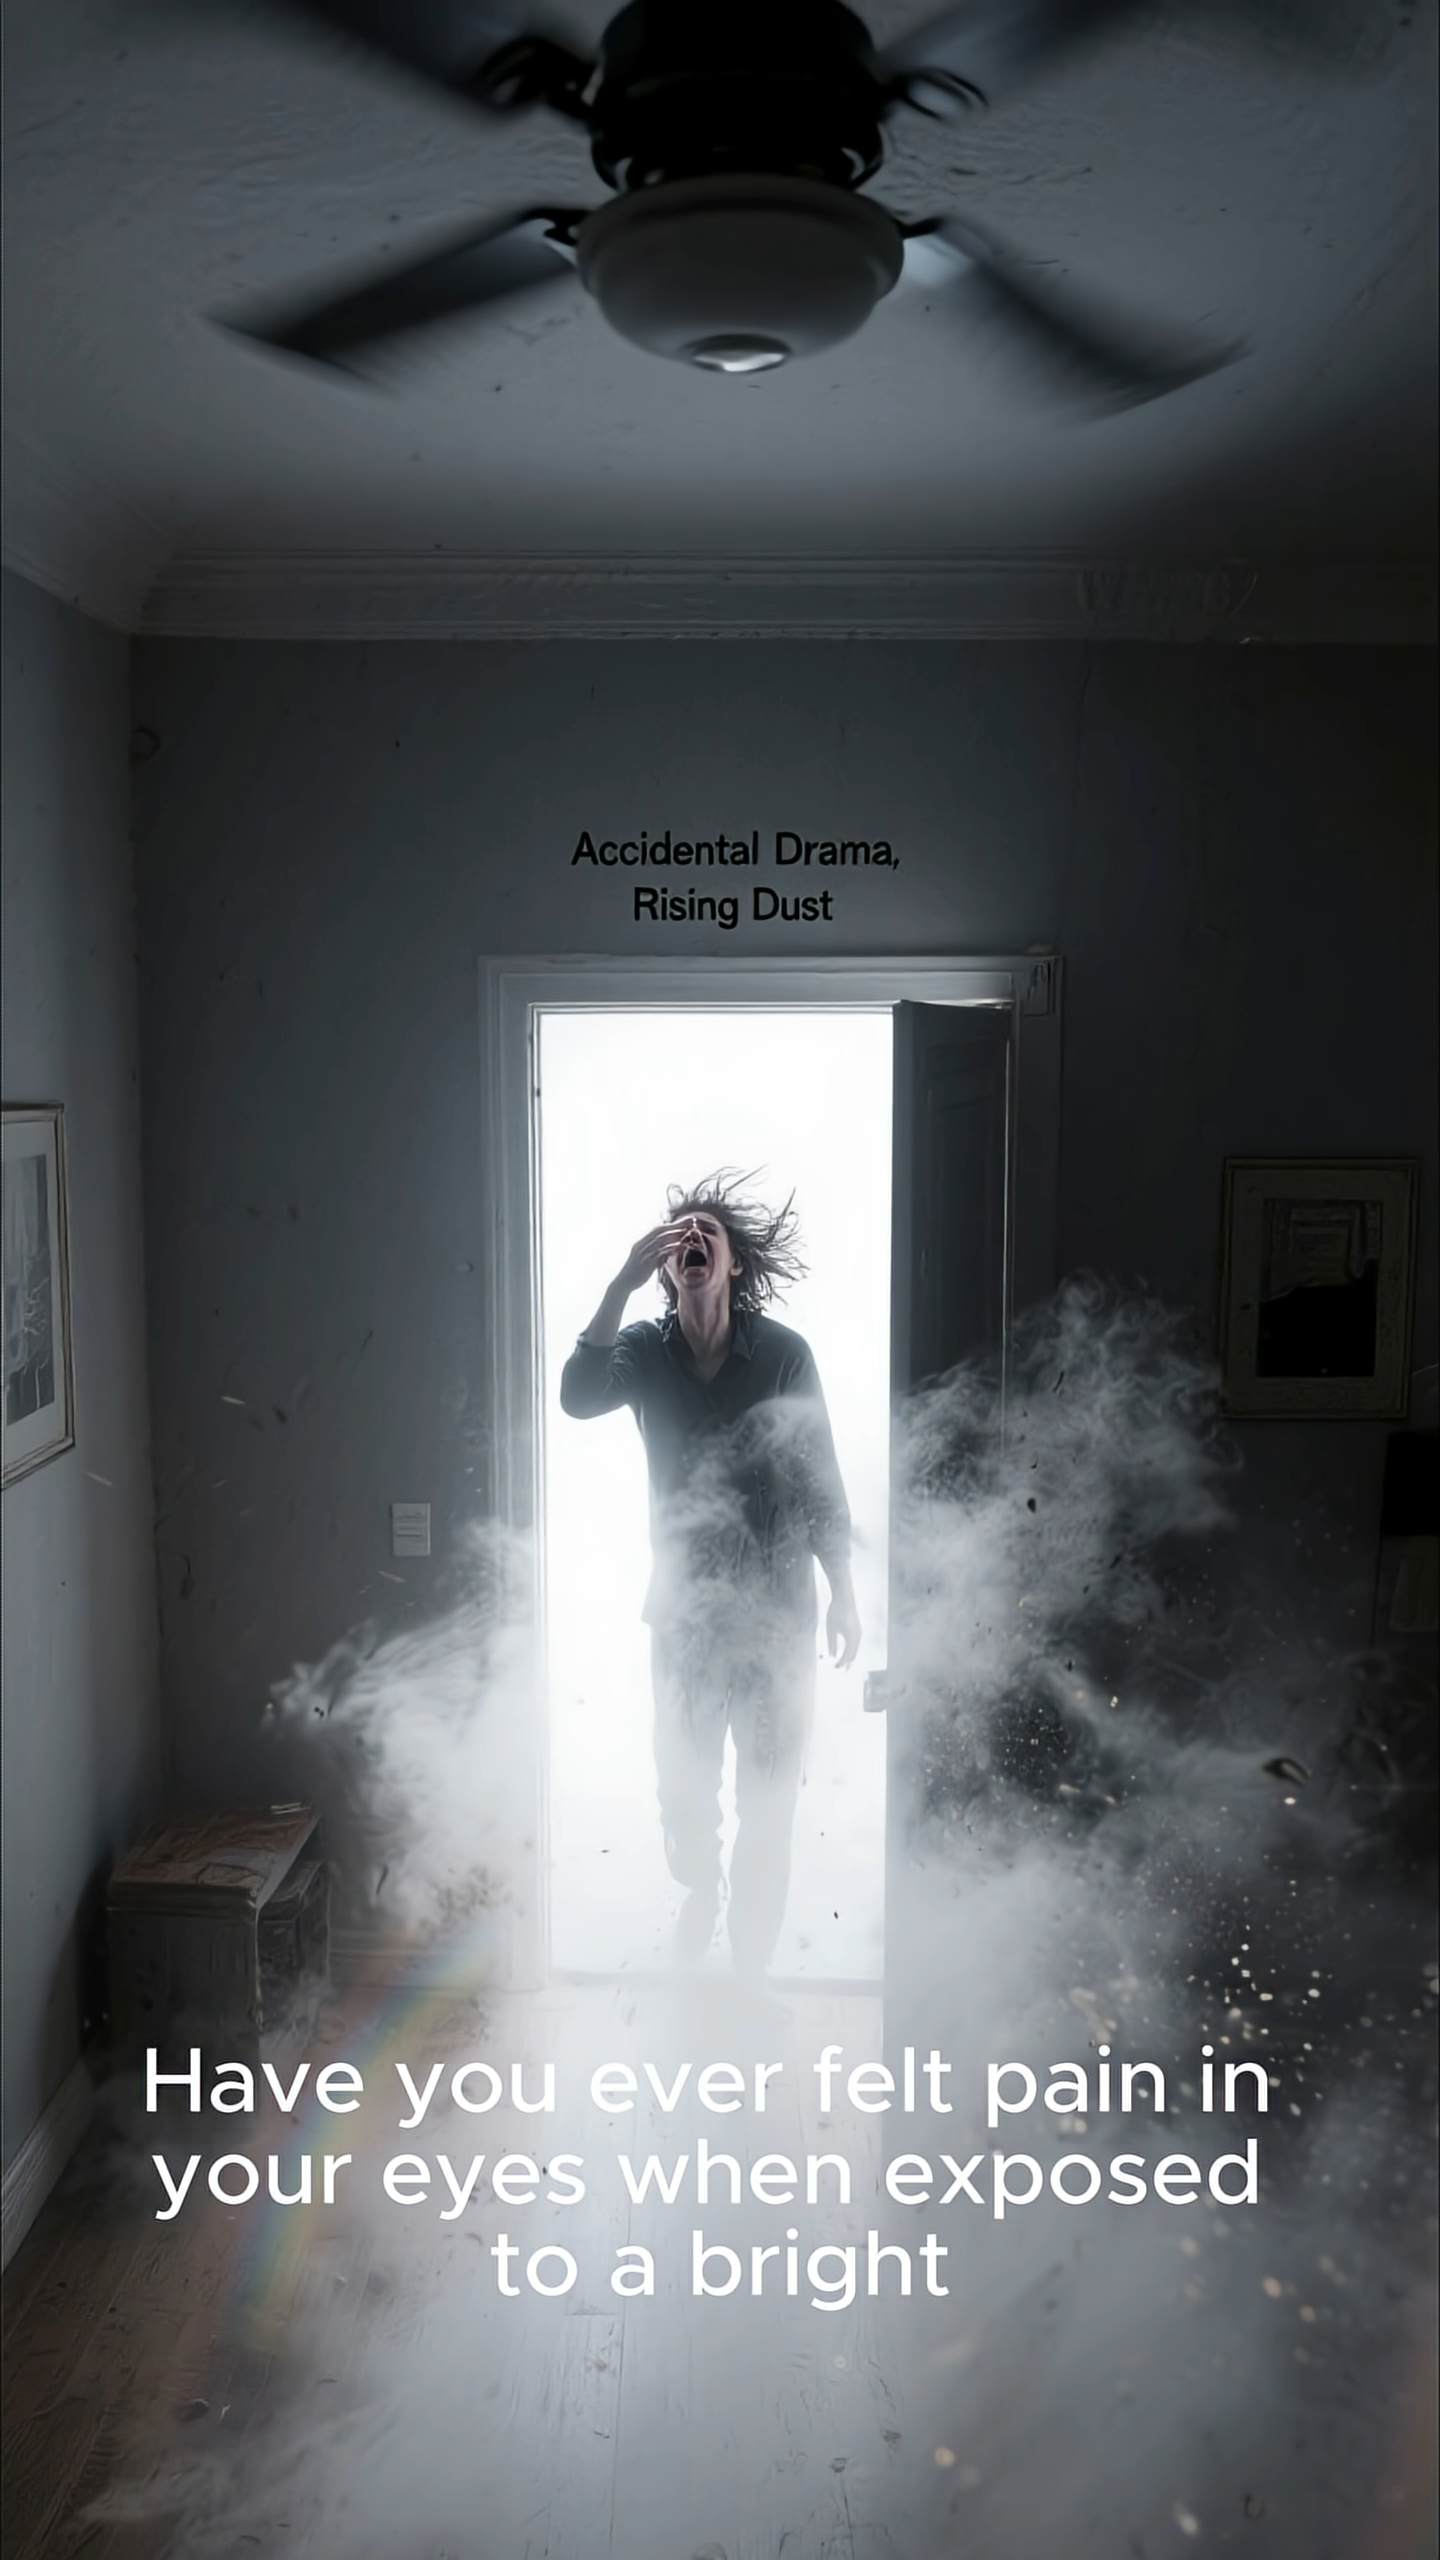 Accidental Drama,
Rising Dust
Have you ever felt pain in
your eyes when exposed
to a bright